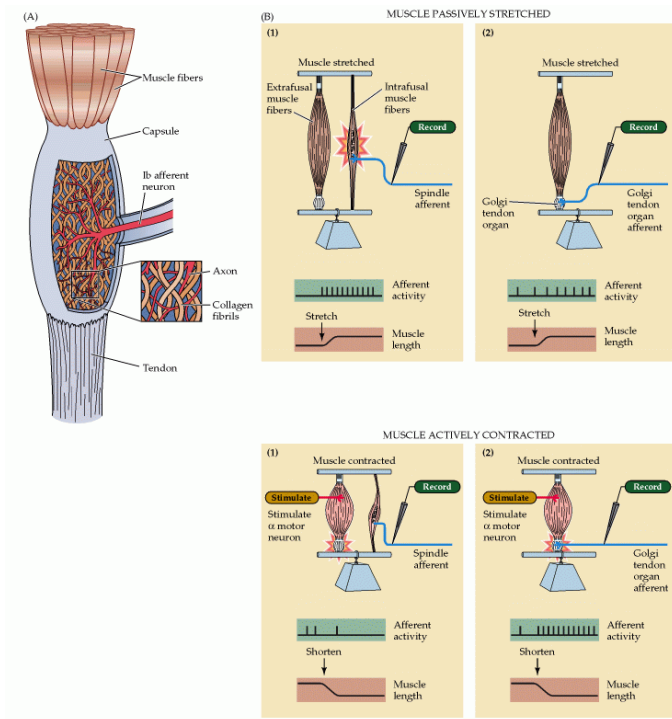 (A)
Muscle fibers
Capsule
Ib afferent
neuron
Axon
Collagen
fibrils
Tendon
(B)
MUSCLE PASSIVELY STRETCHED
(1)
Muscle stretched
Extrafusal
muscle
fibers
Intrafusal
muscle
fibers
Record
Spindle
afferent
Afferent
activity
Stretch
Muscle
length
(2)
Muscle stretched
Record
Golgi
tendon
organ
Golgi
tendon
organ
afferent
Afferent
activity
Stretch
Muscle
length
MUSCLE ACTIVELY CONTRACTED
(1)
Muscle contracted
Record
Stimulate
Stimulate
α motor
neuron
Spindle
afferent
Afferent
activity
Shorten
Muscle
length
(2)
Muscle contracted
Record
Stimulate
Stimulate
α motor
neuron
Golgi
tendon
organ afferent
Afferent
activity
Shorten
Muscle
length